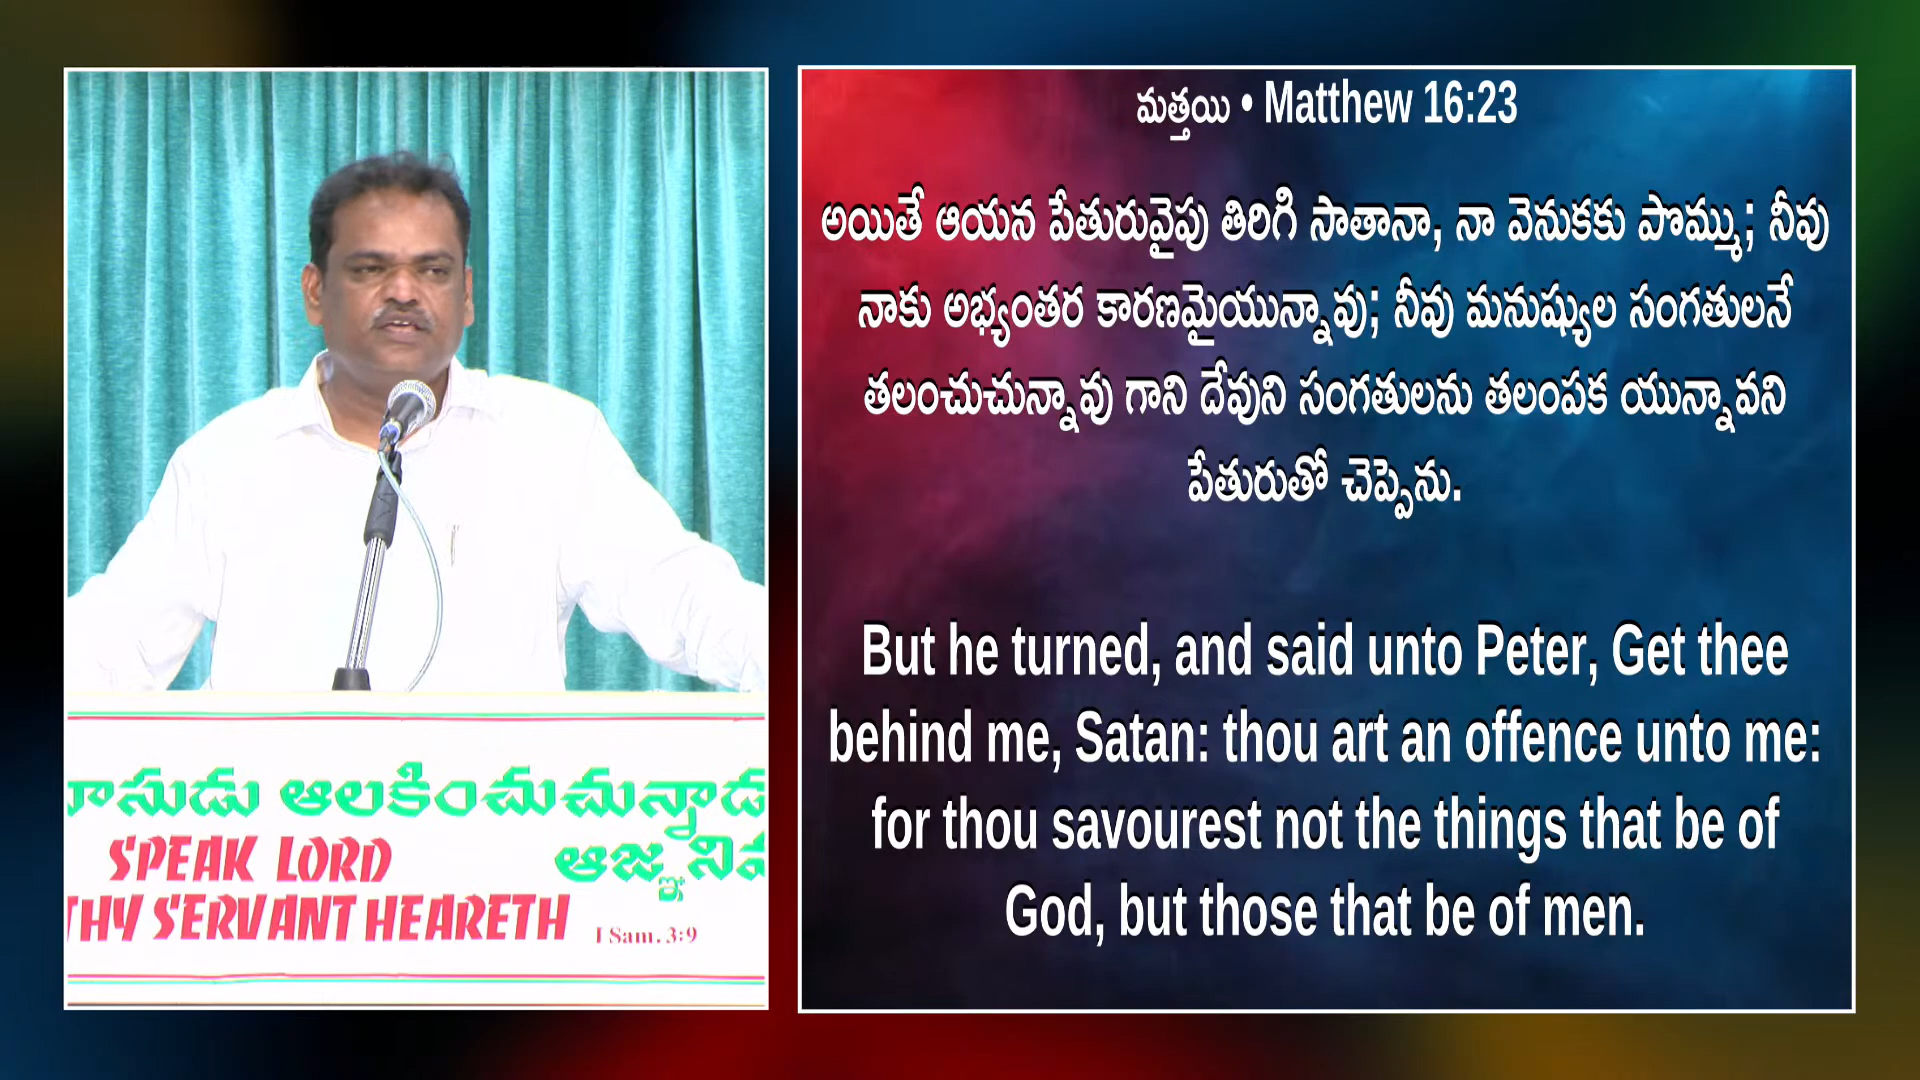 మత్తయి • Matthew 16:23
అయితే ఆయన పేతురువైపు తిరిగి సాతానా, నా వెనుకకు పొమ్ము; నీవు
నాకు అభ్యంతర కారణమైయున్నావు; నీవు మనుష్యుల సంగతులనే
తలంచుచున్నావు గాని దేవుని సంగతులను తలంపక యున్నావని
పేతురుతో చెప్పెను.
But he turned, and said unto Peter, Get thee
behind me, Satan: thou art an offence unto me:
for thou savourest not the things that be of
God, but those that be of men.
ఆలకించుచున్నాడు
SPEAK LORD
THY SERVANT HEARETH
I Sam. 3:9